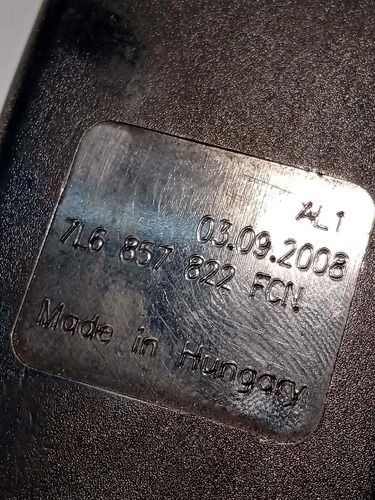 AL1
03.09.2008
7L6 857 822 FCN
Made in Hungary